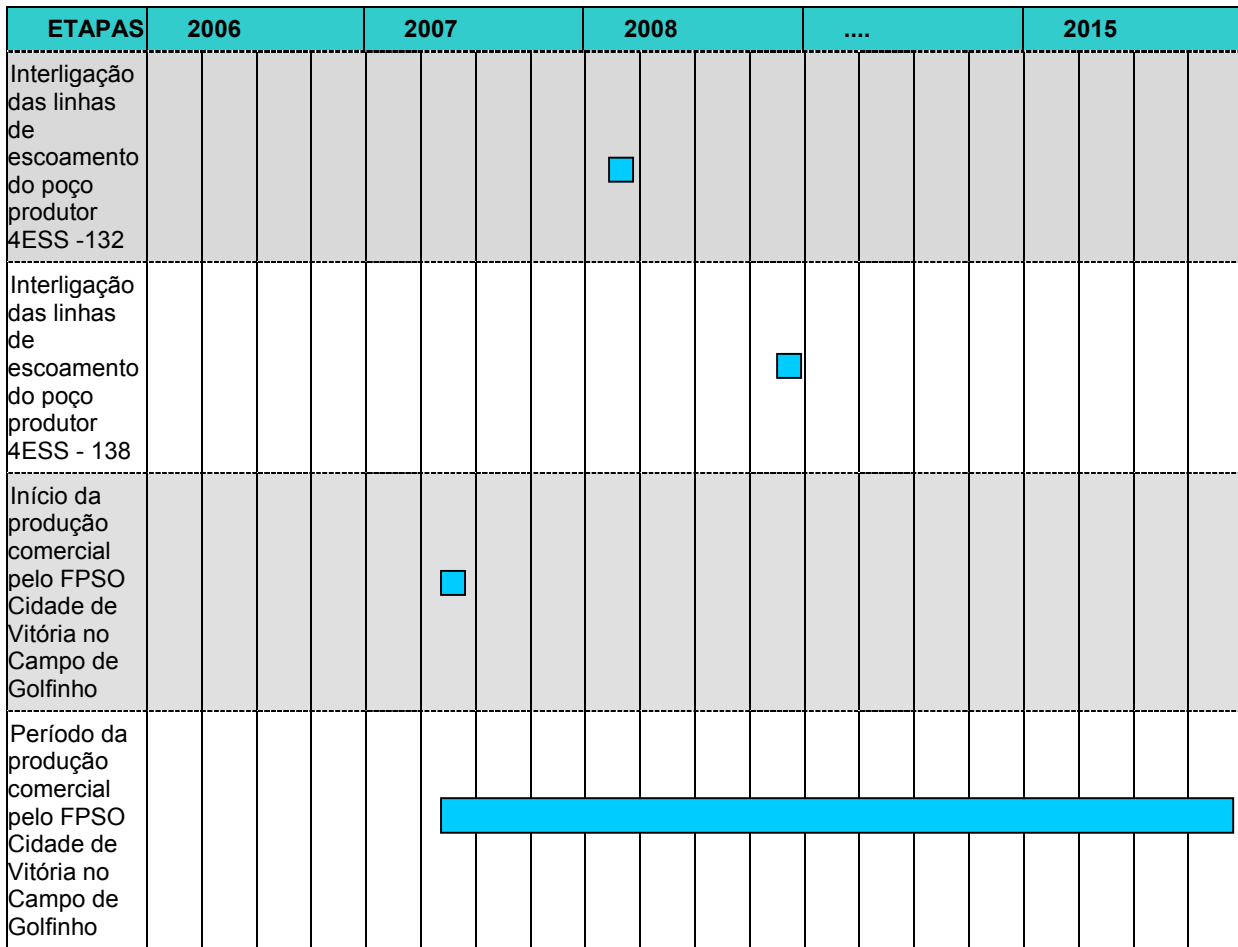 ETAPAS 2006 2007 2008 .... 2015
Interligação
das linhas
de
escoamento
do poço
produtor
4ESS -132
Interligação
das linhas
de
escoamento
do poço
produtor
4ESS - 138
Início da
produção
comercial
pelo FPSO
Cidade de
Vitória no
Campo de
Golfinho
Período da
produção
comercial
pelo FPSO
Cidade de
Vitória no
Campo de
Golfinho